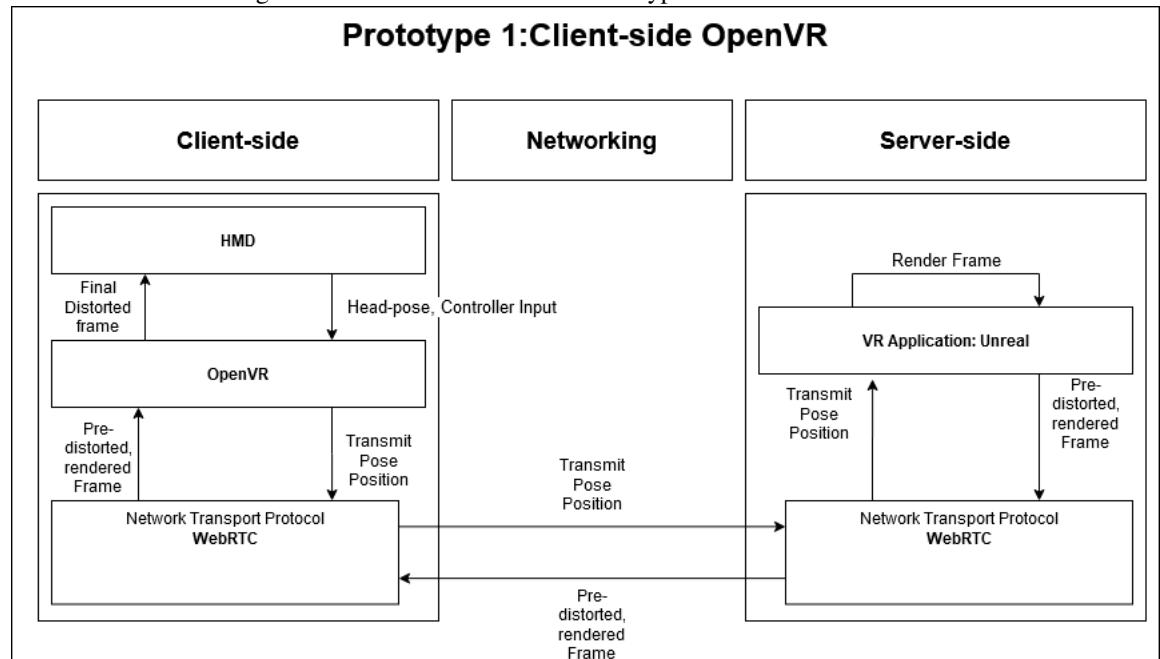 Prototype 1:Client-side OpenVR
Client-side
Networking
Server-side
HMD
Final
Distorted
frame
Head-pose, Controller Input
OpenVR
Pre-
distorted,
rendered
Frame
Transmit
Pose
Position
Network Transport Protocol
WebRTC
Transmit
Pose
Position
Pre-
distorted,
rendered
Frame
Render Frame
VR Application: Unreal
Transmit
Pose
Position
Pre-
distorted,
rendered
Frame
Network Transport Protocol
WebRTC